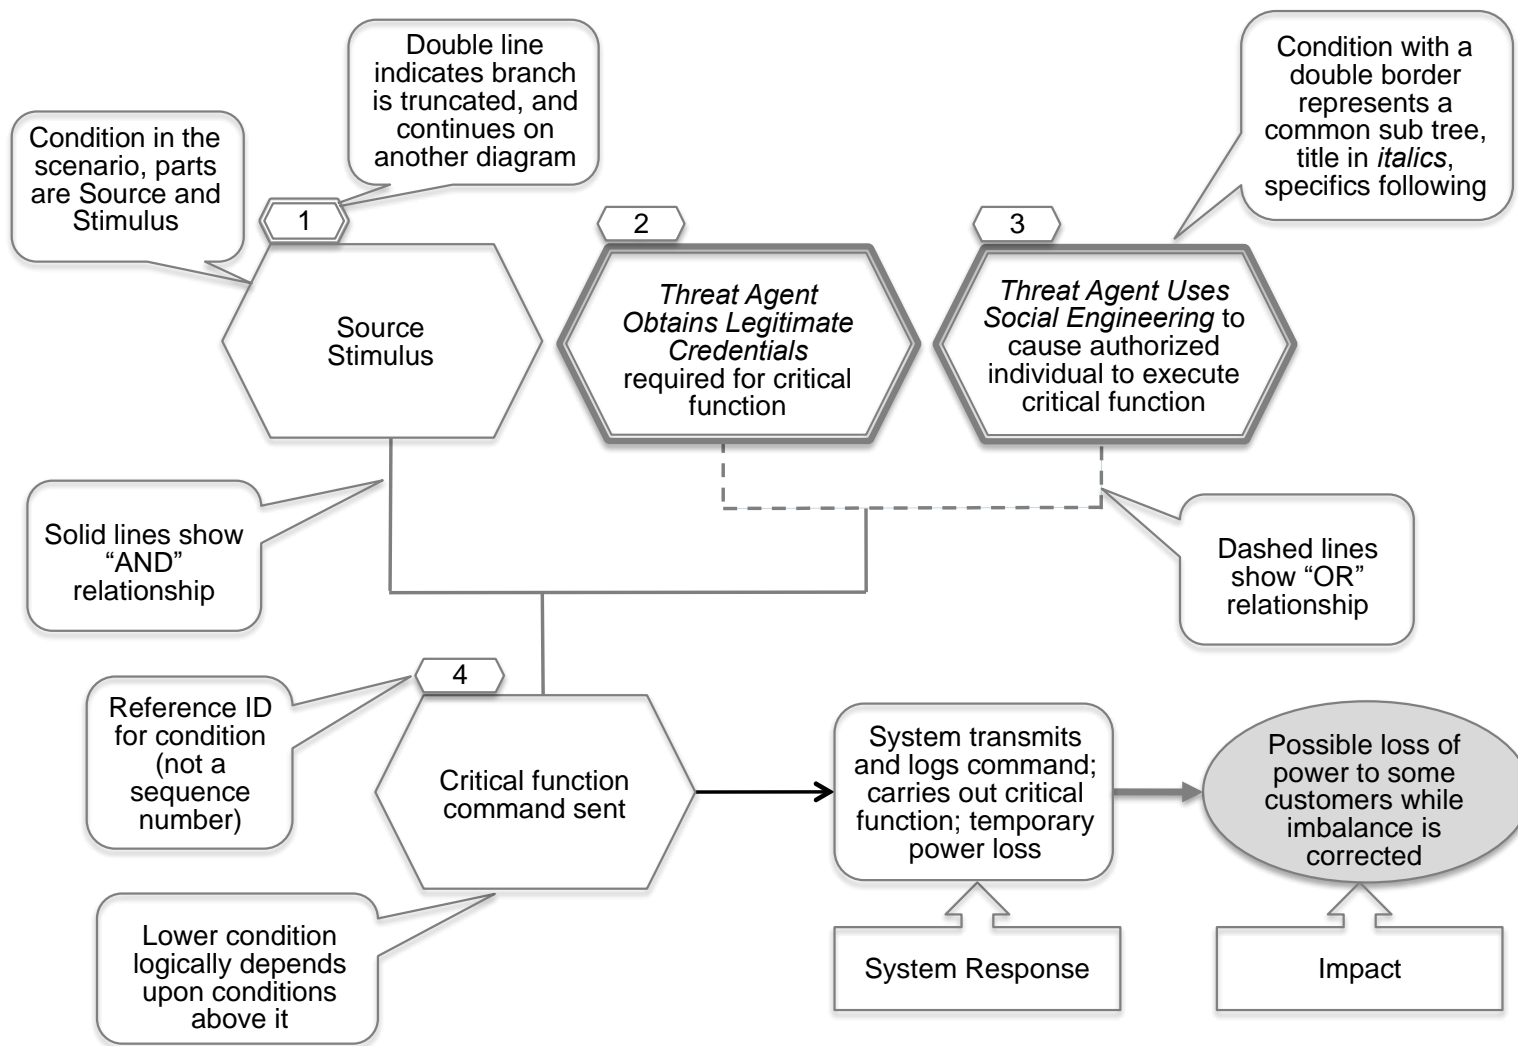 Double line
indicates branch
is truncated, and
continues on
another diagram
Condition with a
double border
represents a
common sub tree,
title in italics,
specifics following
Condition in the
scenario, parts
are Source and
Stimulus
1
2
3
Source
Stimulus
Threat Agent
Obtains Legitimate
Credentials
required for critical
function
Threat Agent Uses
Social Engineering to
cause authorized
individual to execute
critical function
Solid lines show
“AND”
relationship
Dashed lines
show “OR”
relationship
4
Reference ID
for condition
(not a
sequence
number)
Critical function
command sent
System transmits
and logs command;
carries out critical
function; temporary
power loss
Possible loss of
power to some
customers while
imbalance is
corrected
Lower condition
logically depends
upon conditions
above it
System Response
Impact